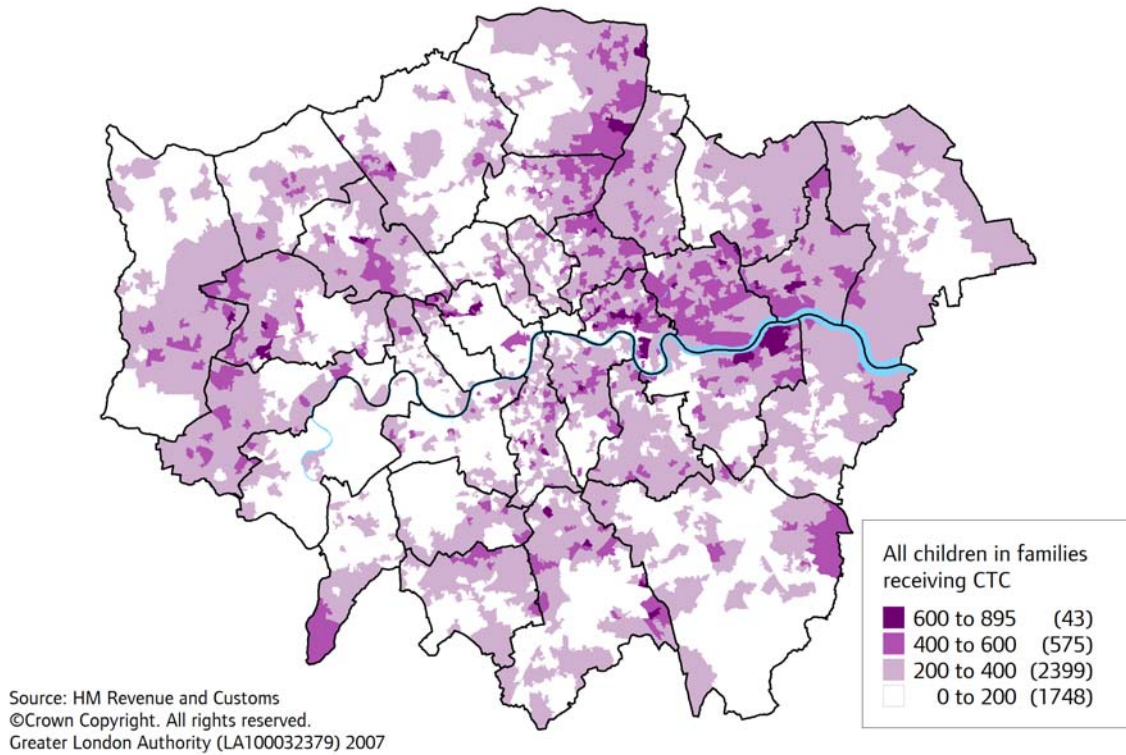 All children in families
receiving CTC
600 to 895 (43)
400 to 600 (575)
200 to 400 (2399)
0 to 200 (1748)
Source: HM Revenue and Customs
©Crown Copyright. All rights reserved.
Greater London Authority (LA100032379) 2007